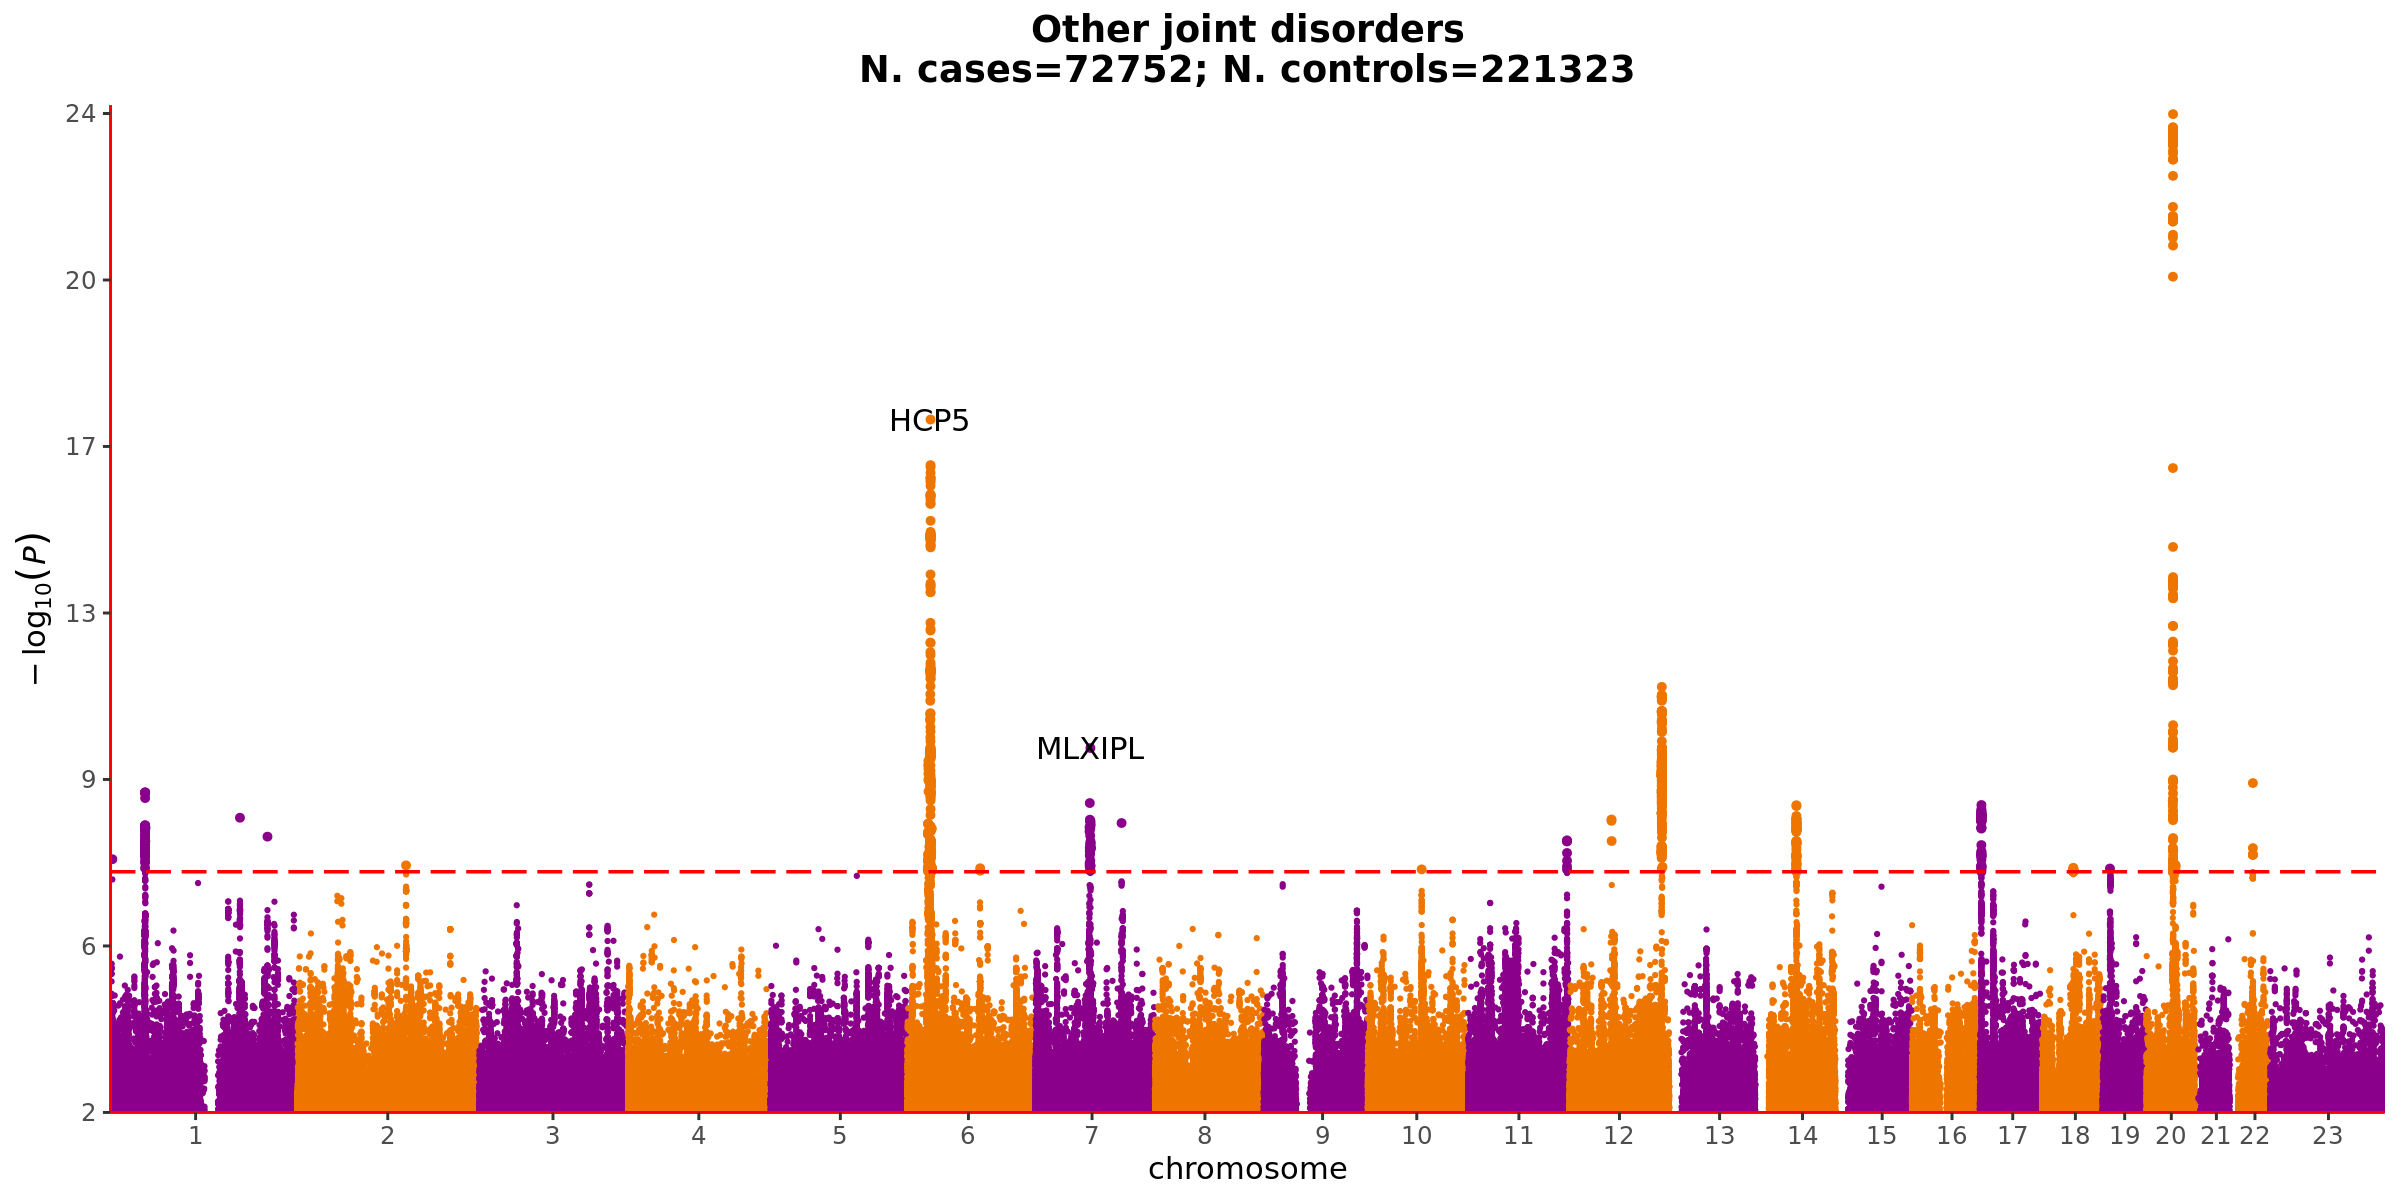 Other joint disorders
N. cases=72752; N. controls=221323
24
20
17
13
9
6
2
−log10(P)
HCP5
MLXIPL
1 2 3 4 5 6 7 8 9 10 11 12 13 14 15 16 17 18 19 20 21 22 23
chromosome